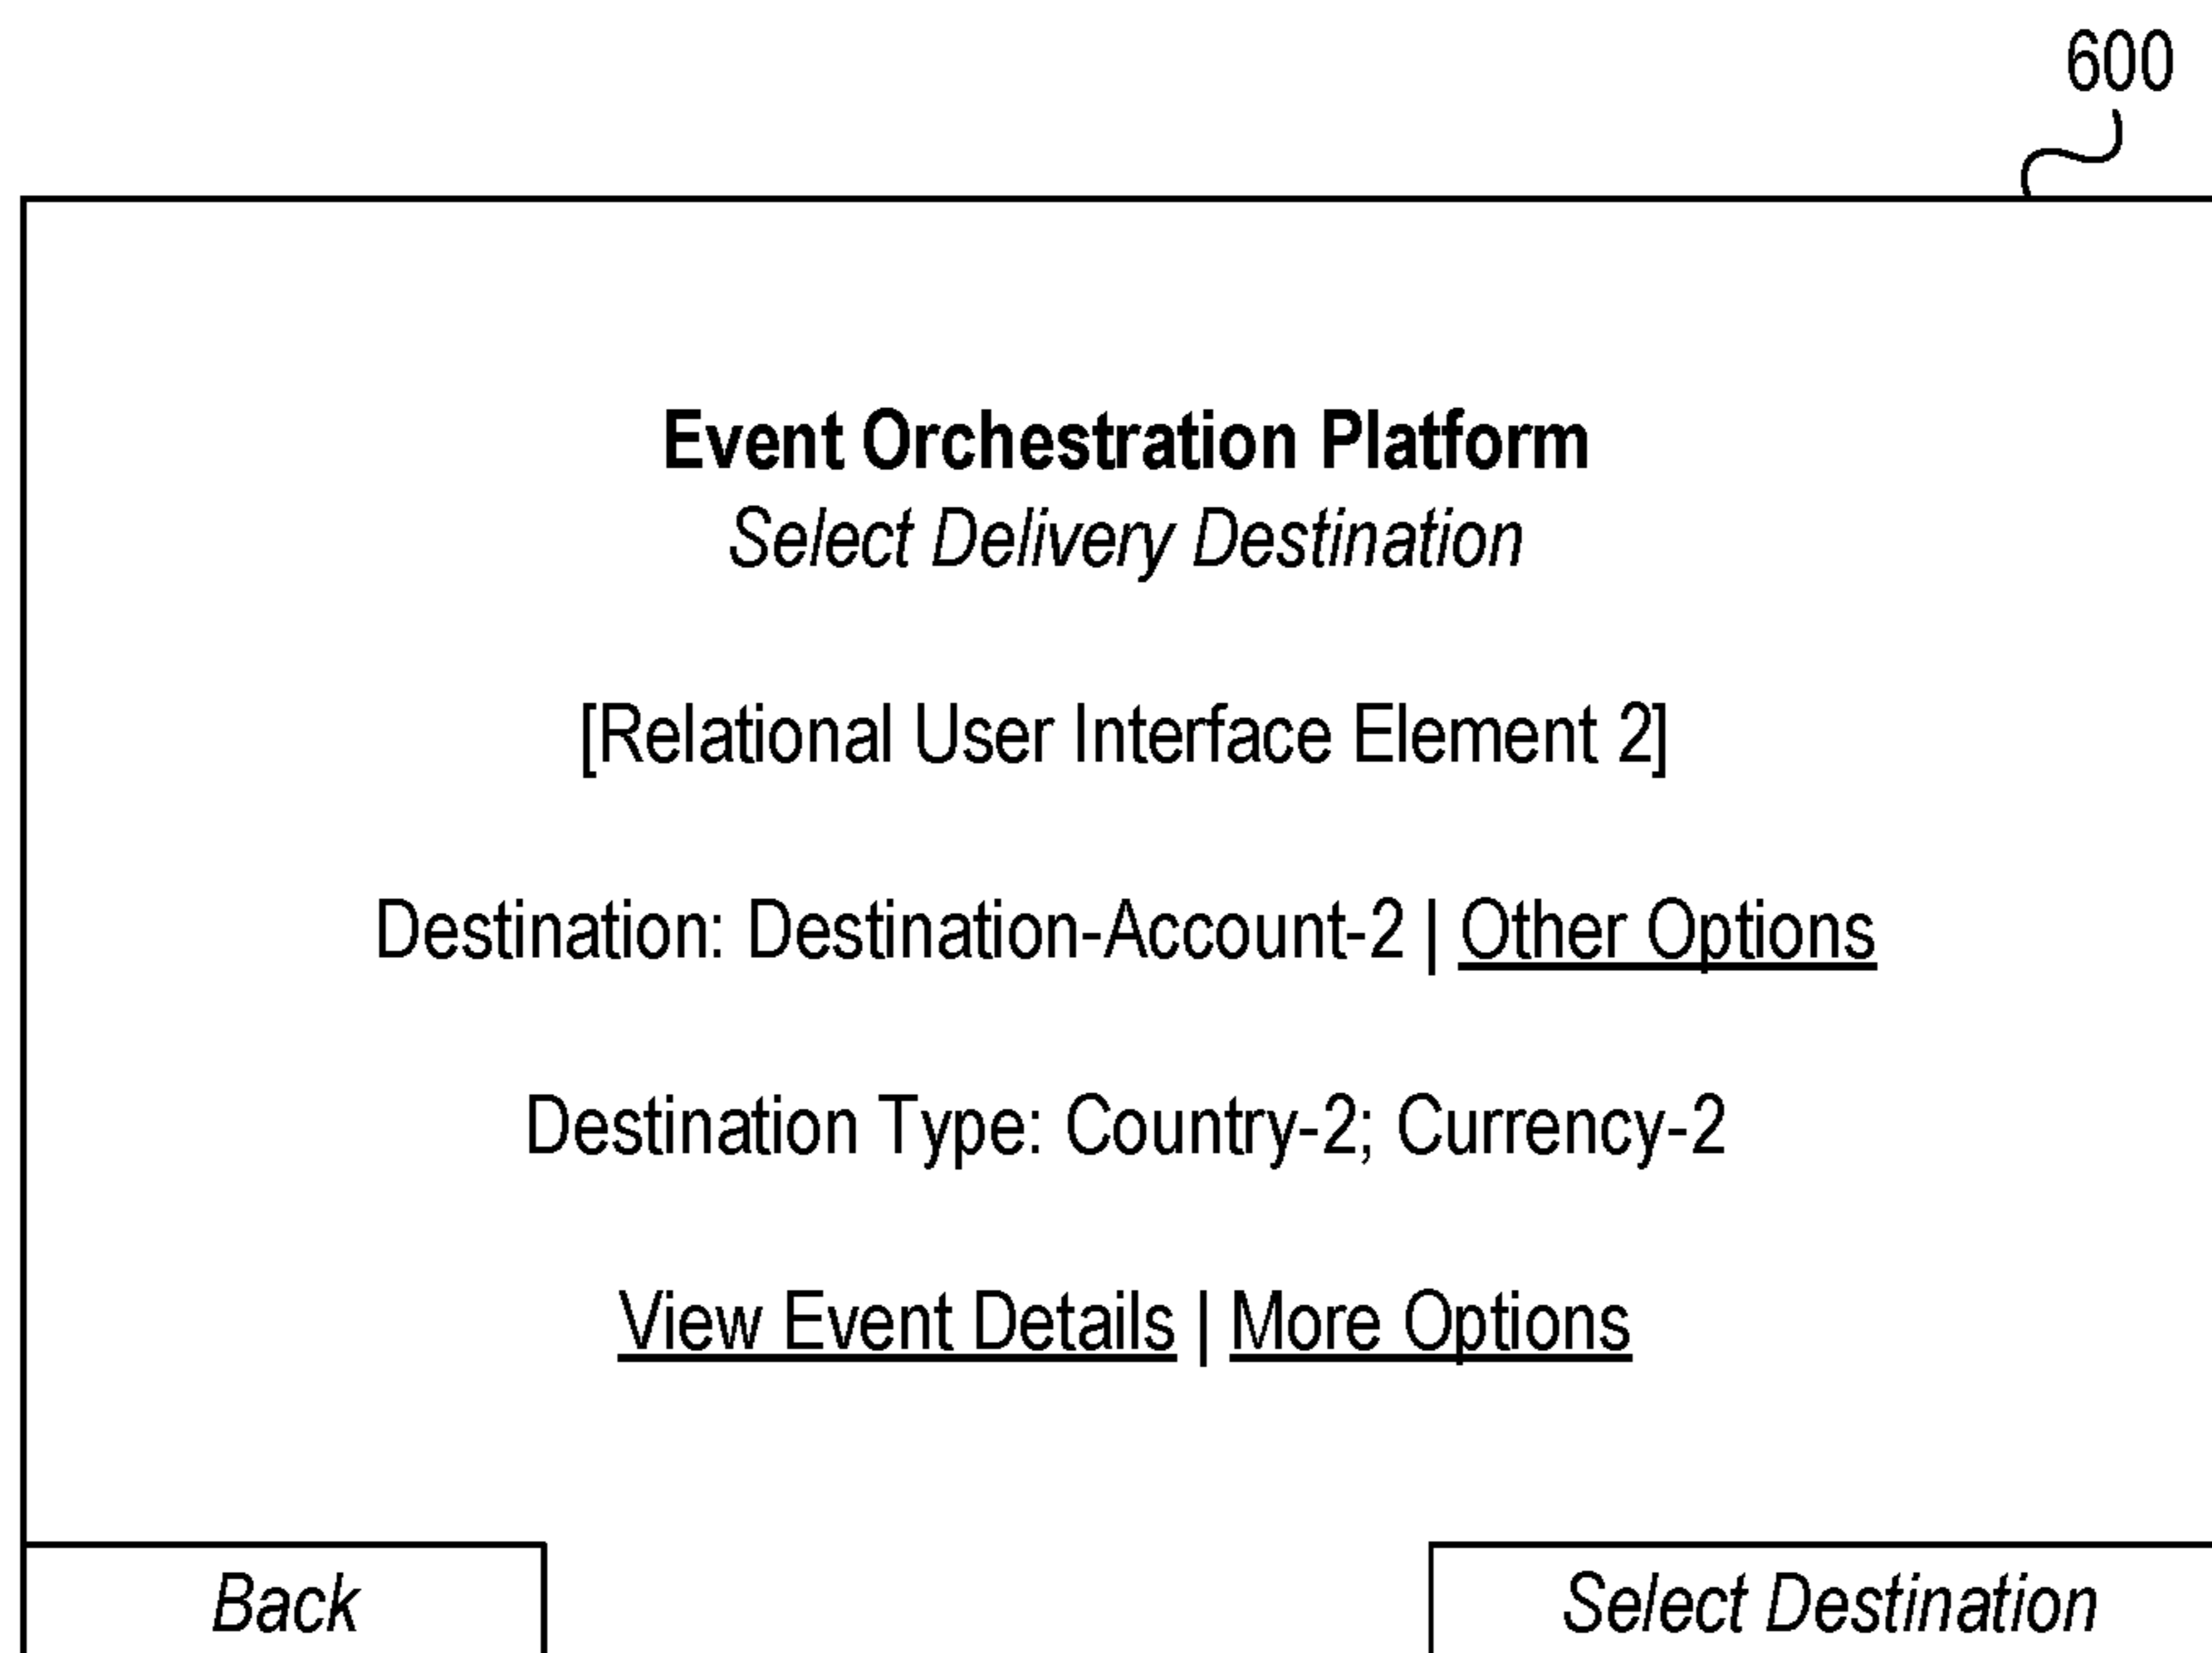 600
Event Orchestration Platform
Select Delivery Destination
[Relational User Interface Element 2]
Destination: Destination-Account-2 | Other Options
Destination Type: Country-2; Currency-2
View Event Details | More Options
Back
Select Destination